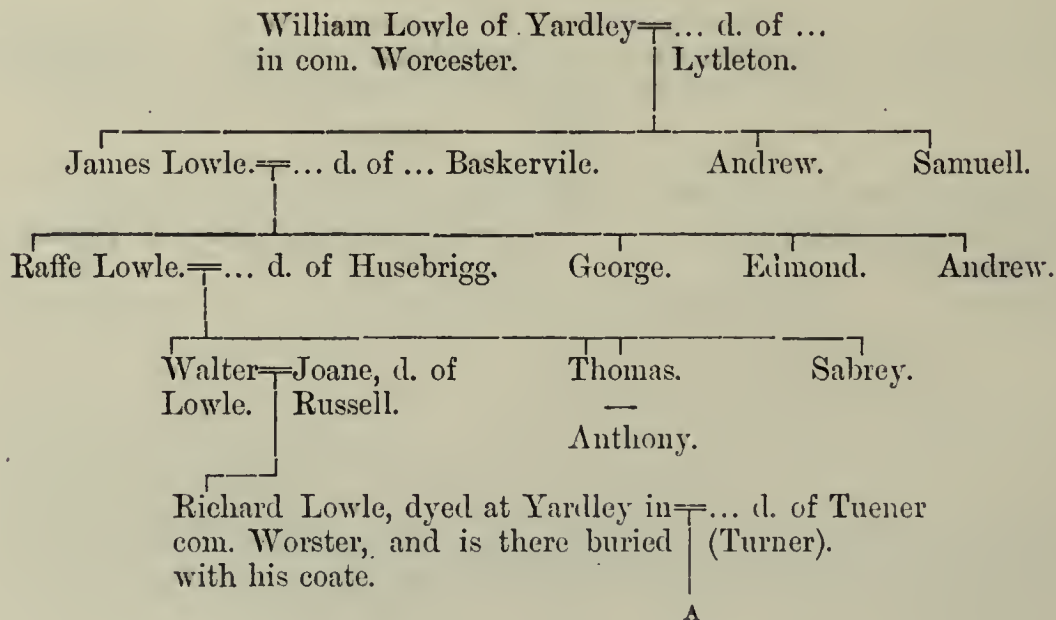 William Lowle of Yardley=... d. of ...
in com. Worcester. Lytleton.
James Lowle.=... d. of ... Baskervile. Andrew. Samuell.
Raffe Lowle.=... d. of Husebrigg. George. Edmond. Andrew.
Walter=Joane, d. of Thomas. Sabrey.
Lowle. Russell. —
Anthony.
Richard Lowle, dyed at Yardley in=... d. of Tuener
com. Worster, and is there buried (Turner).
with his coate.
A